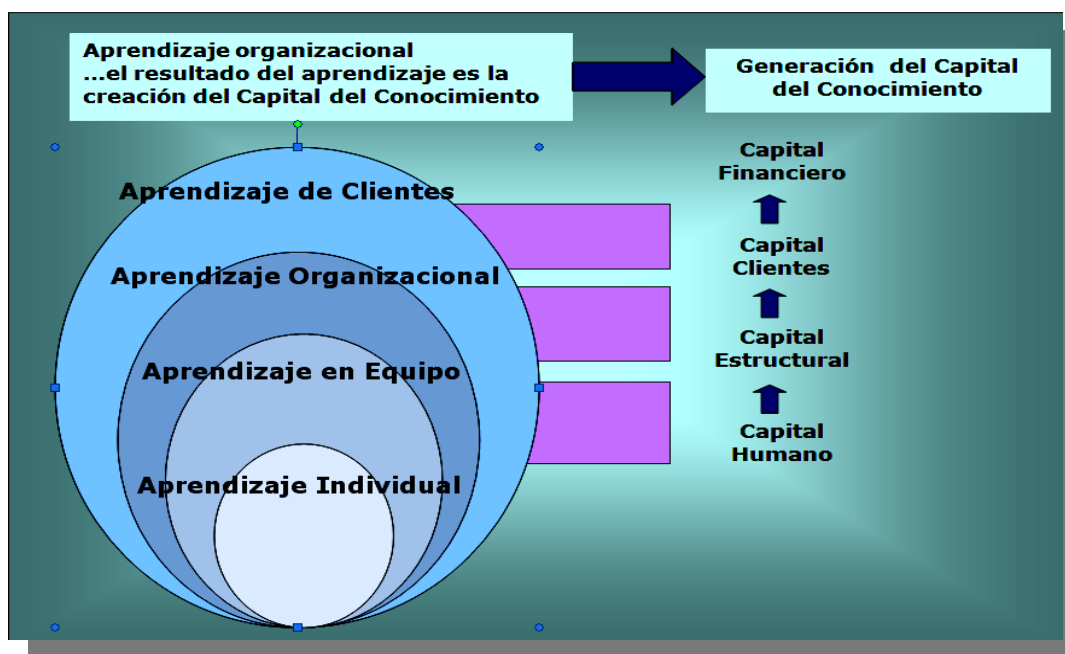 Aprendizaje organizacional
...el resultado del aprendizaje es la
creación del Capital del Conocimiento
Generación del Capital
del Conocimiento
Aprendizaje de Clientes
Aprendizaje Organizacional
Aprendizaje en Equipo
Aprendizaje Individual
Capital
Financiero
Capital
Clientes
Capital
Estructural
Capital
Humano